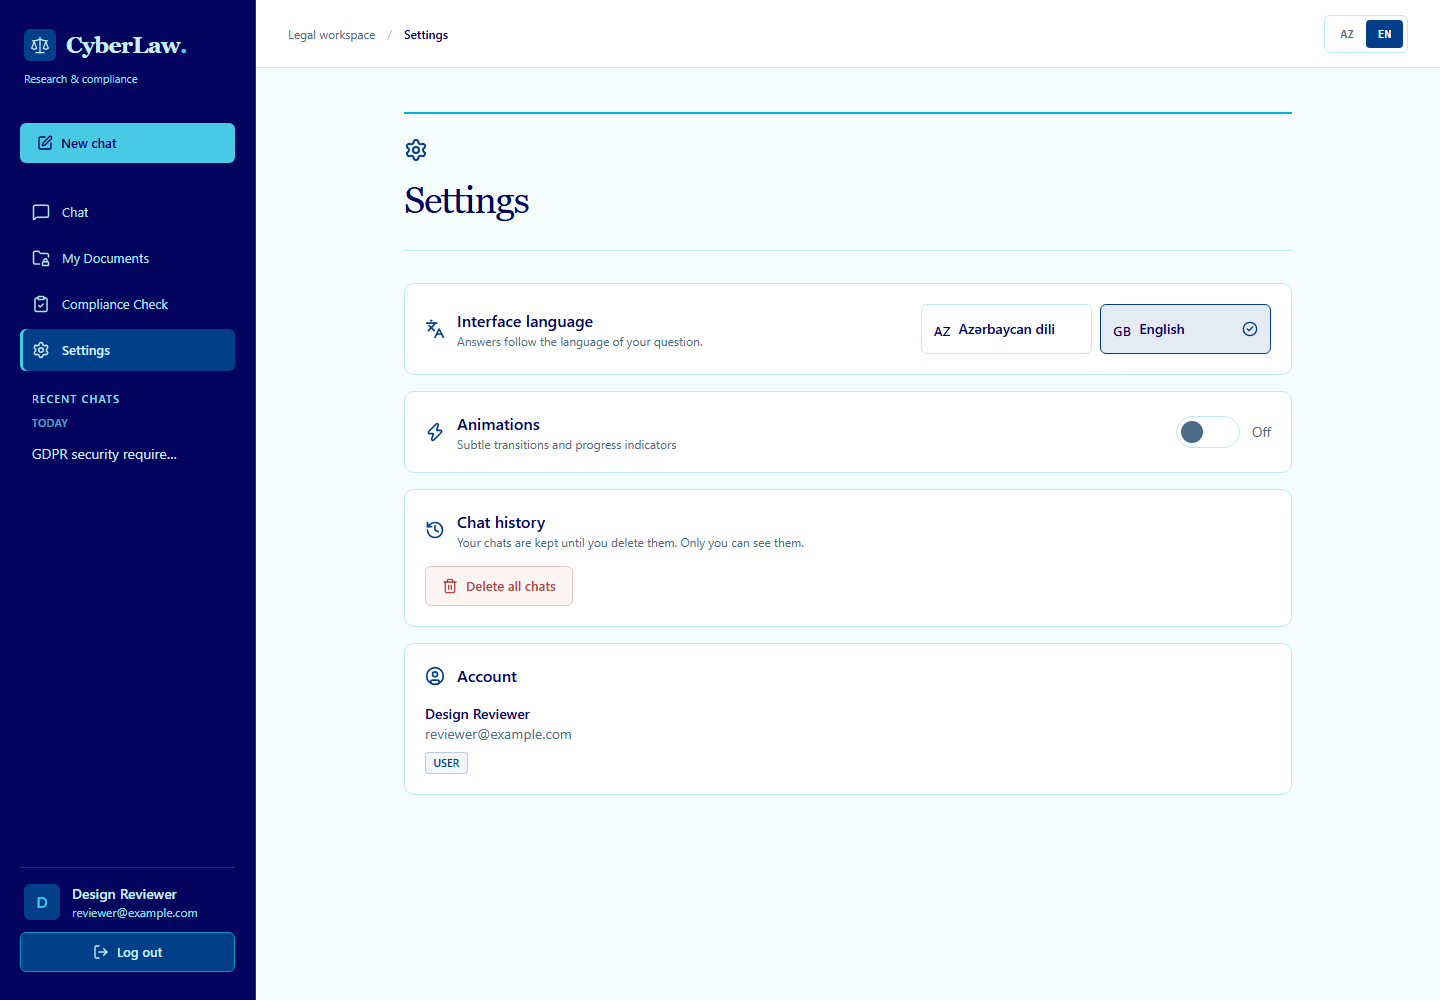 CyberLaw.
Research & compliance
New chat
Chat
My Documents
Compliance Check
Settings
RECENT CHATS
TODAY
GDPR security require...
Design Reviewer
D
reviewer@example.com
Log out
Legal workspace / Settings
AZ EN
Settings
Interface language
Answers follow the language of your question.
AZ Azərbaycan dili
GB English
Animations
Subtle transitions and progress indicators
Off
Chat history
Your chats are kept until you delete them. Only you can see them.
Delete all chats
Account
Design Reviewer
reviewer@example.com
USER